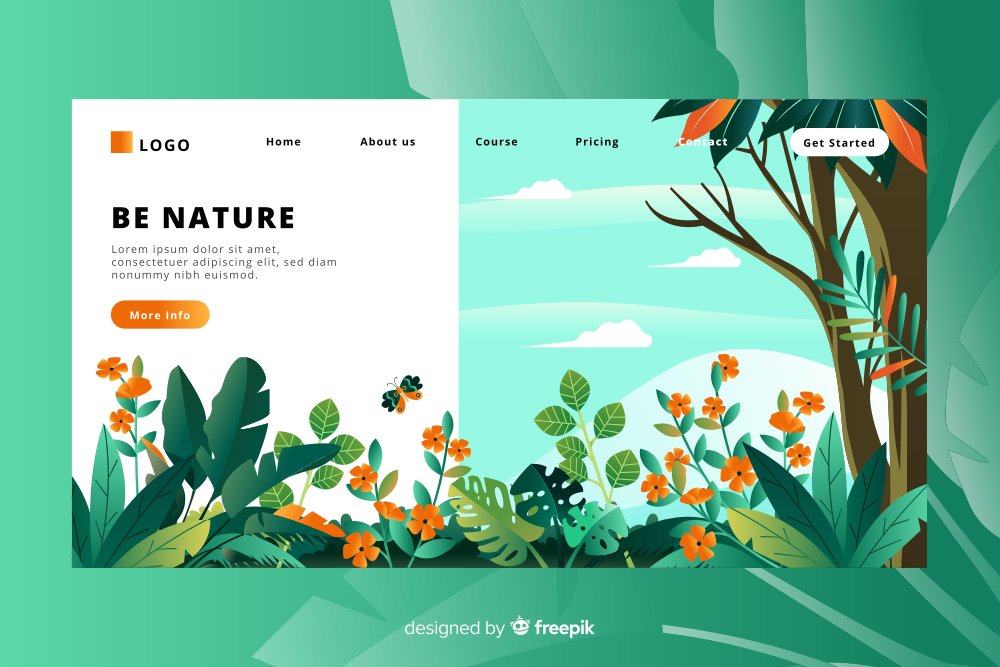 LOGO
Home About us Course Pricing Contact Get Started
BE NATURE
Lorem ipsum dolor sit amet,
consectetuer adipiscing elit, sed diam
nonummy nibh euismod.
More Info
designed by freepik